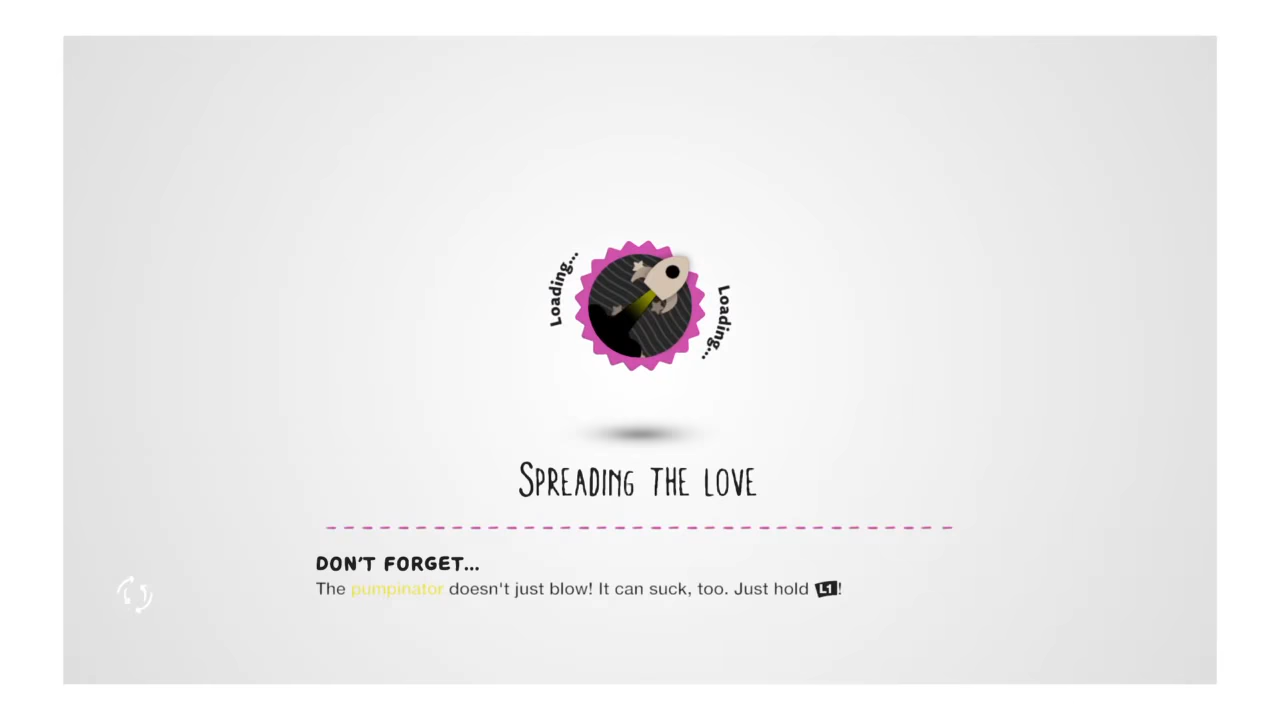 Loading...
Loading...
SPREADING THE LOVE
DON'T FORGET...
The pumpinator doesn't just blow! It can suck, too. Just hold L1!